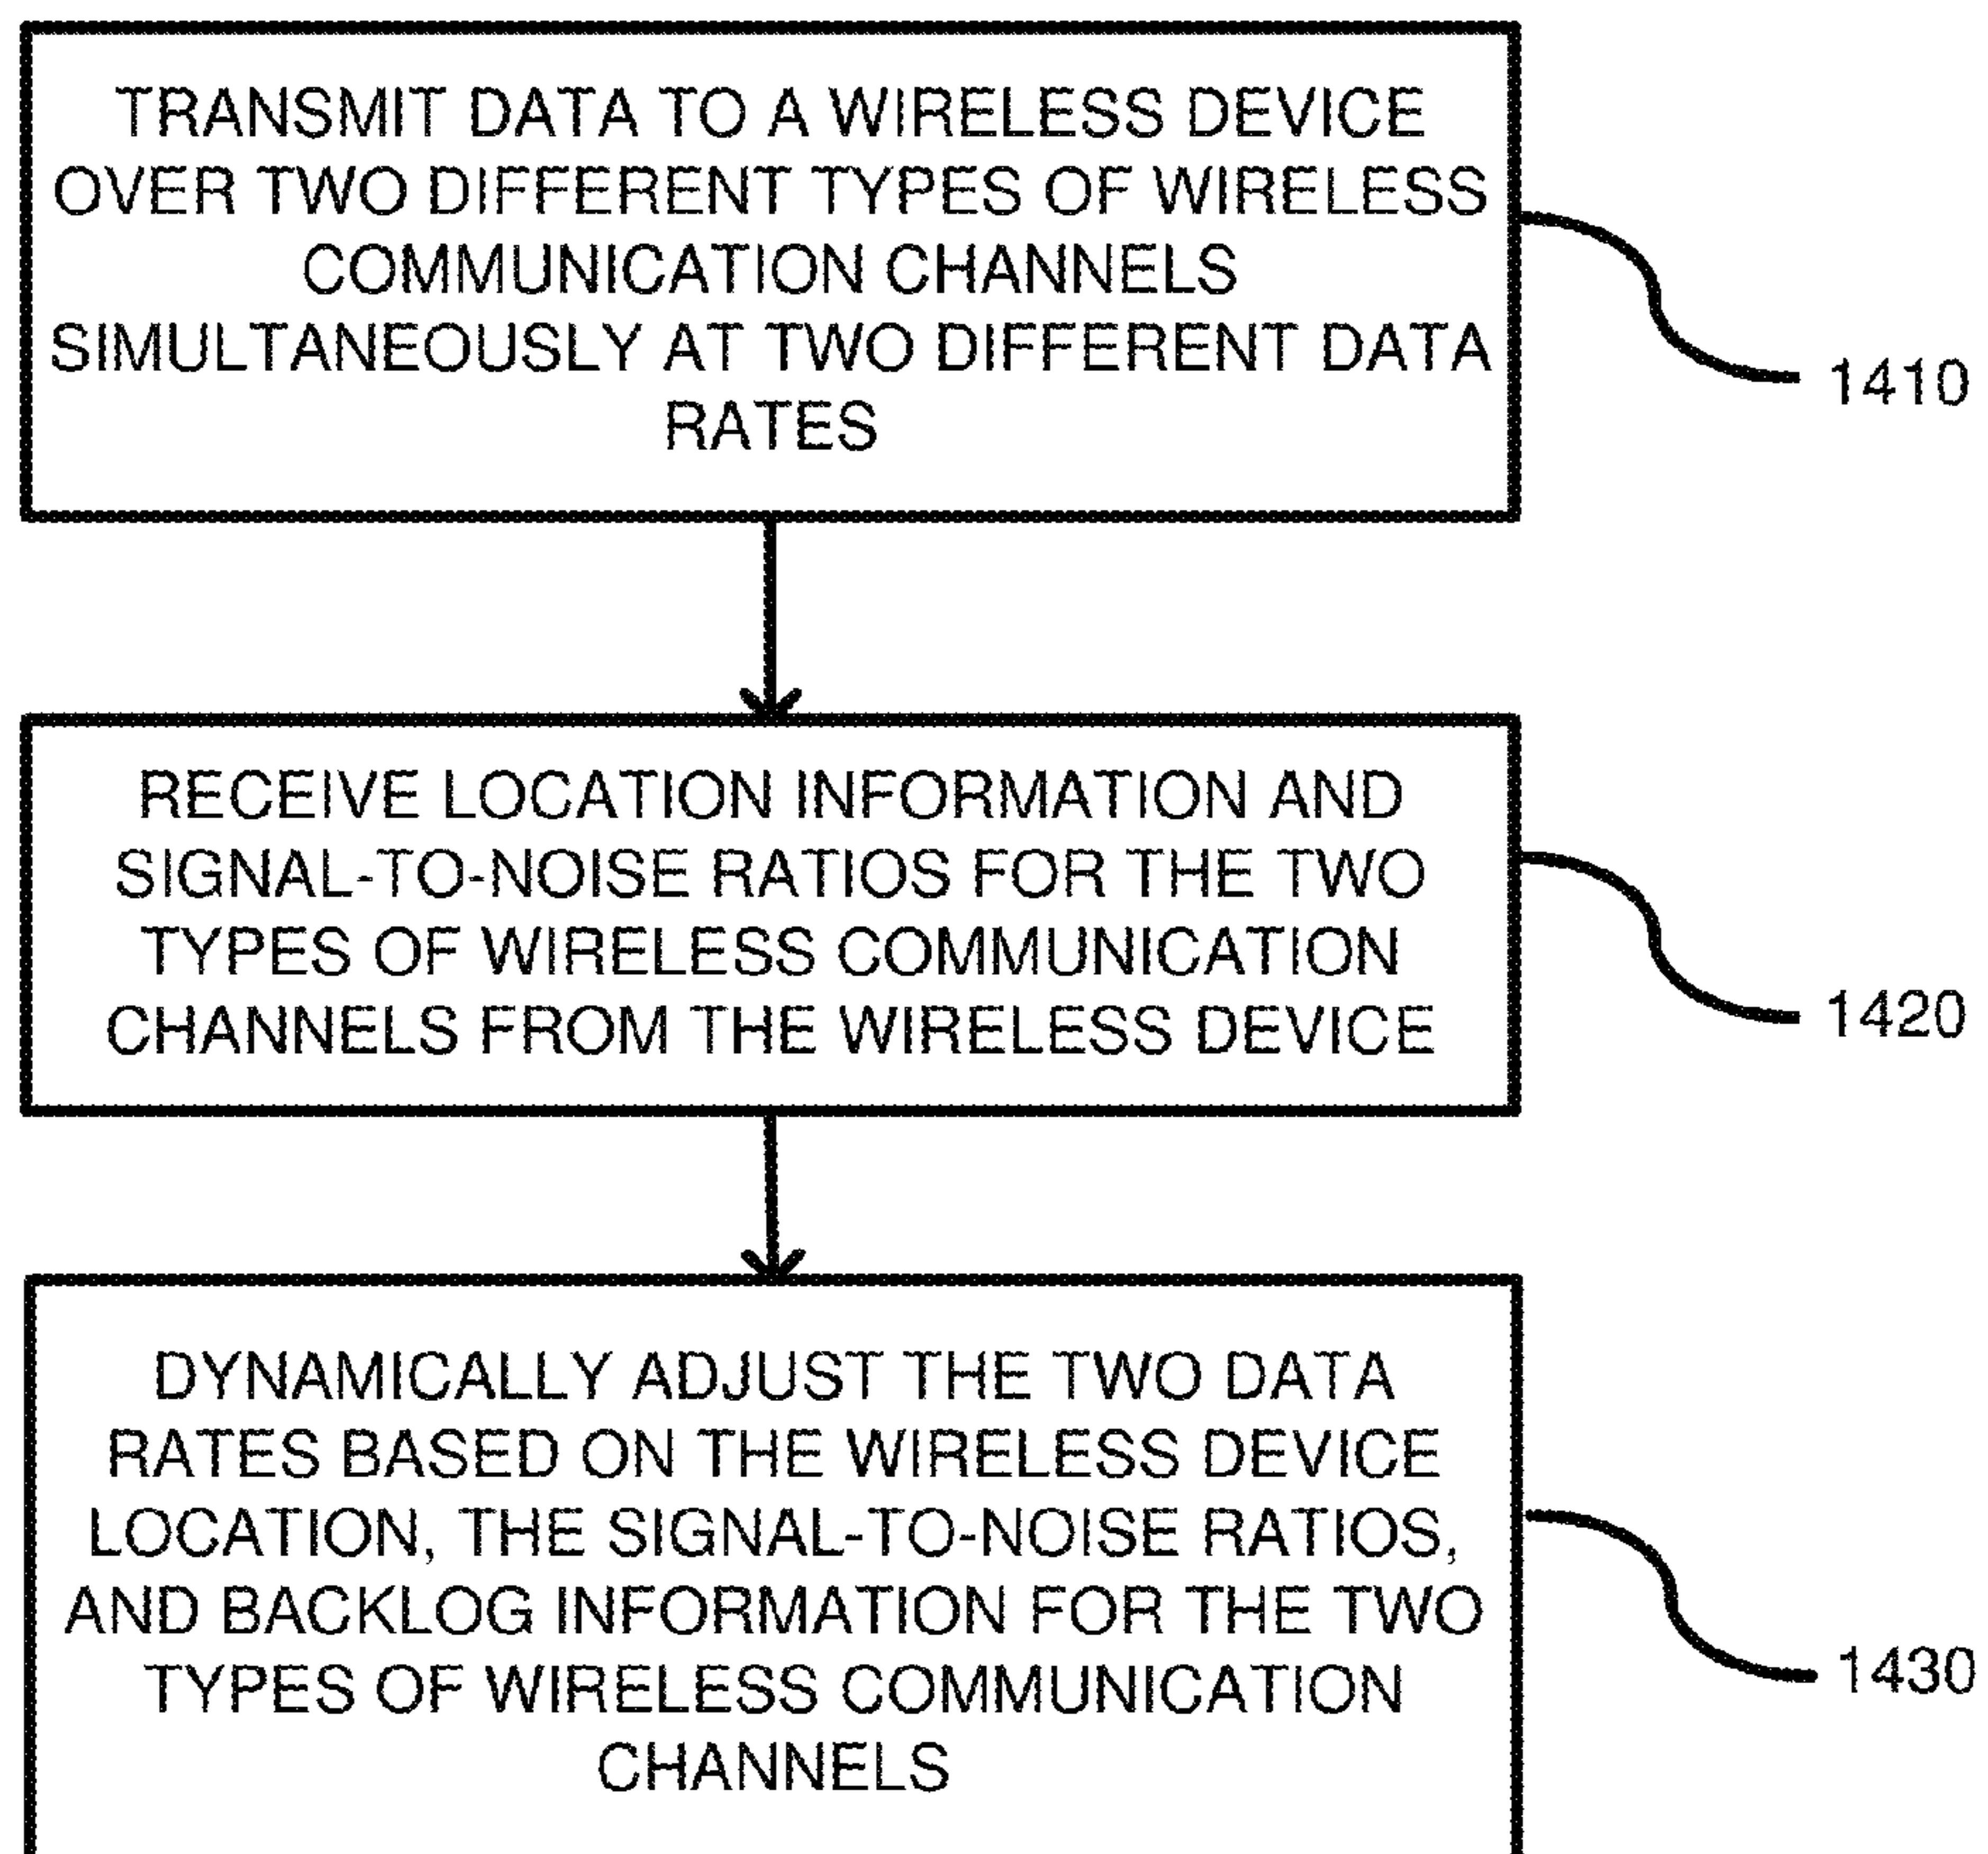 TRANSMIT DATA TO A WIRELESS DEVICE
OVER TWO DIFFERENT TYPES OF WIRELESS
COMMUNICATION CHANNELS
SIMULTANEOUSLY AT TWO DIFFERENT DATA
RATES
1410
RECEIVE LOCATION INFORMATION AND
SIGNAL-TO-NOISE RATIOS FOR THE TWO
TYPES OF WIRELESS COMMUNICATION
CHANNELS FROM THE WIRELESS DEVICE
1420
DYNAMICALLY ADJUST THE TWO DATA
RATES BASED ON THE WIRELESS DEVICE
LOCATION, THE SIGNAL-TO-NOISE RATIOS,
AND BACKLOG INFORMATION FOR THE TWO
TYPES OF WIRELESS COMMUNICATION
CHANNELS
1430